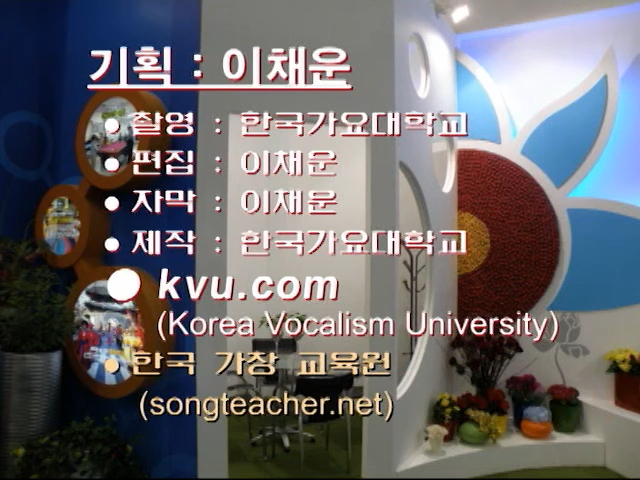 기획 : 이채운
● 촬영 : 한국가요대학교
● 편집 : 이채운
● 자막 : 이채운
● 제작 : 한국가요대학교
● kvu.com
(Korea Vocalism University)
● 한국 가창 교육원
(songteacher.net)